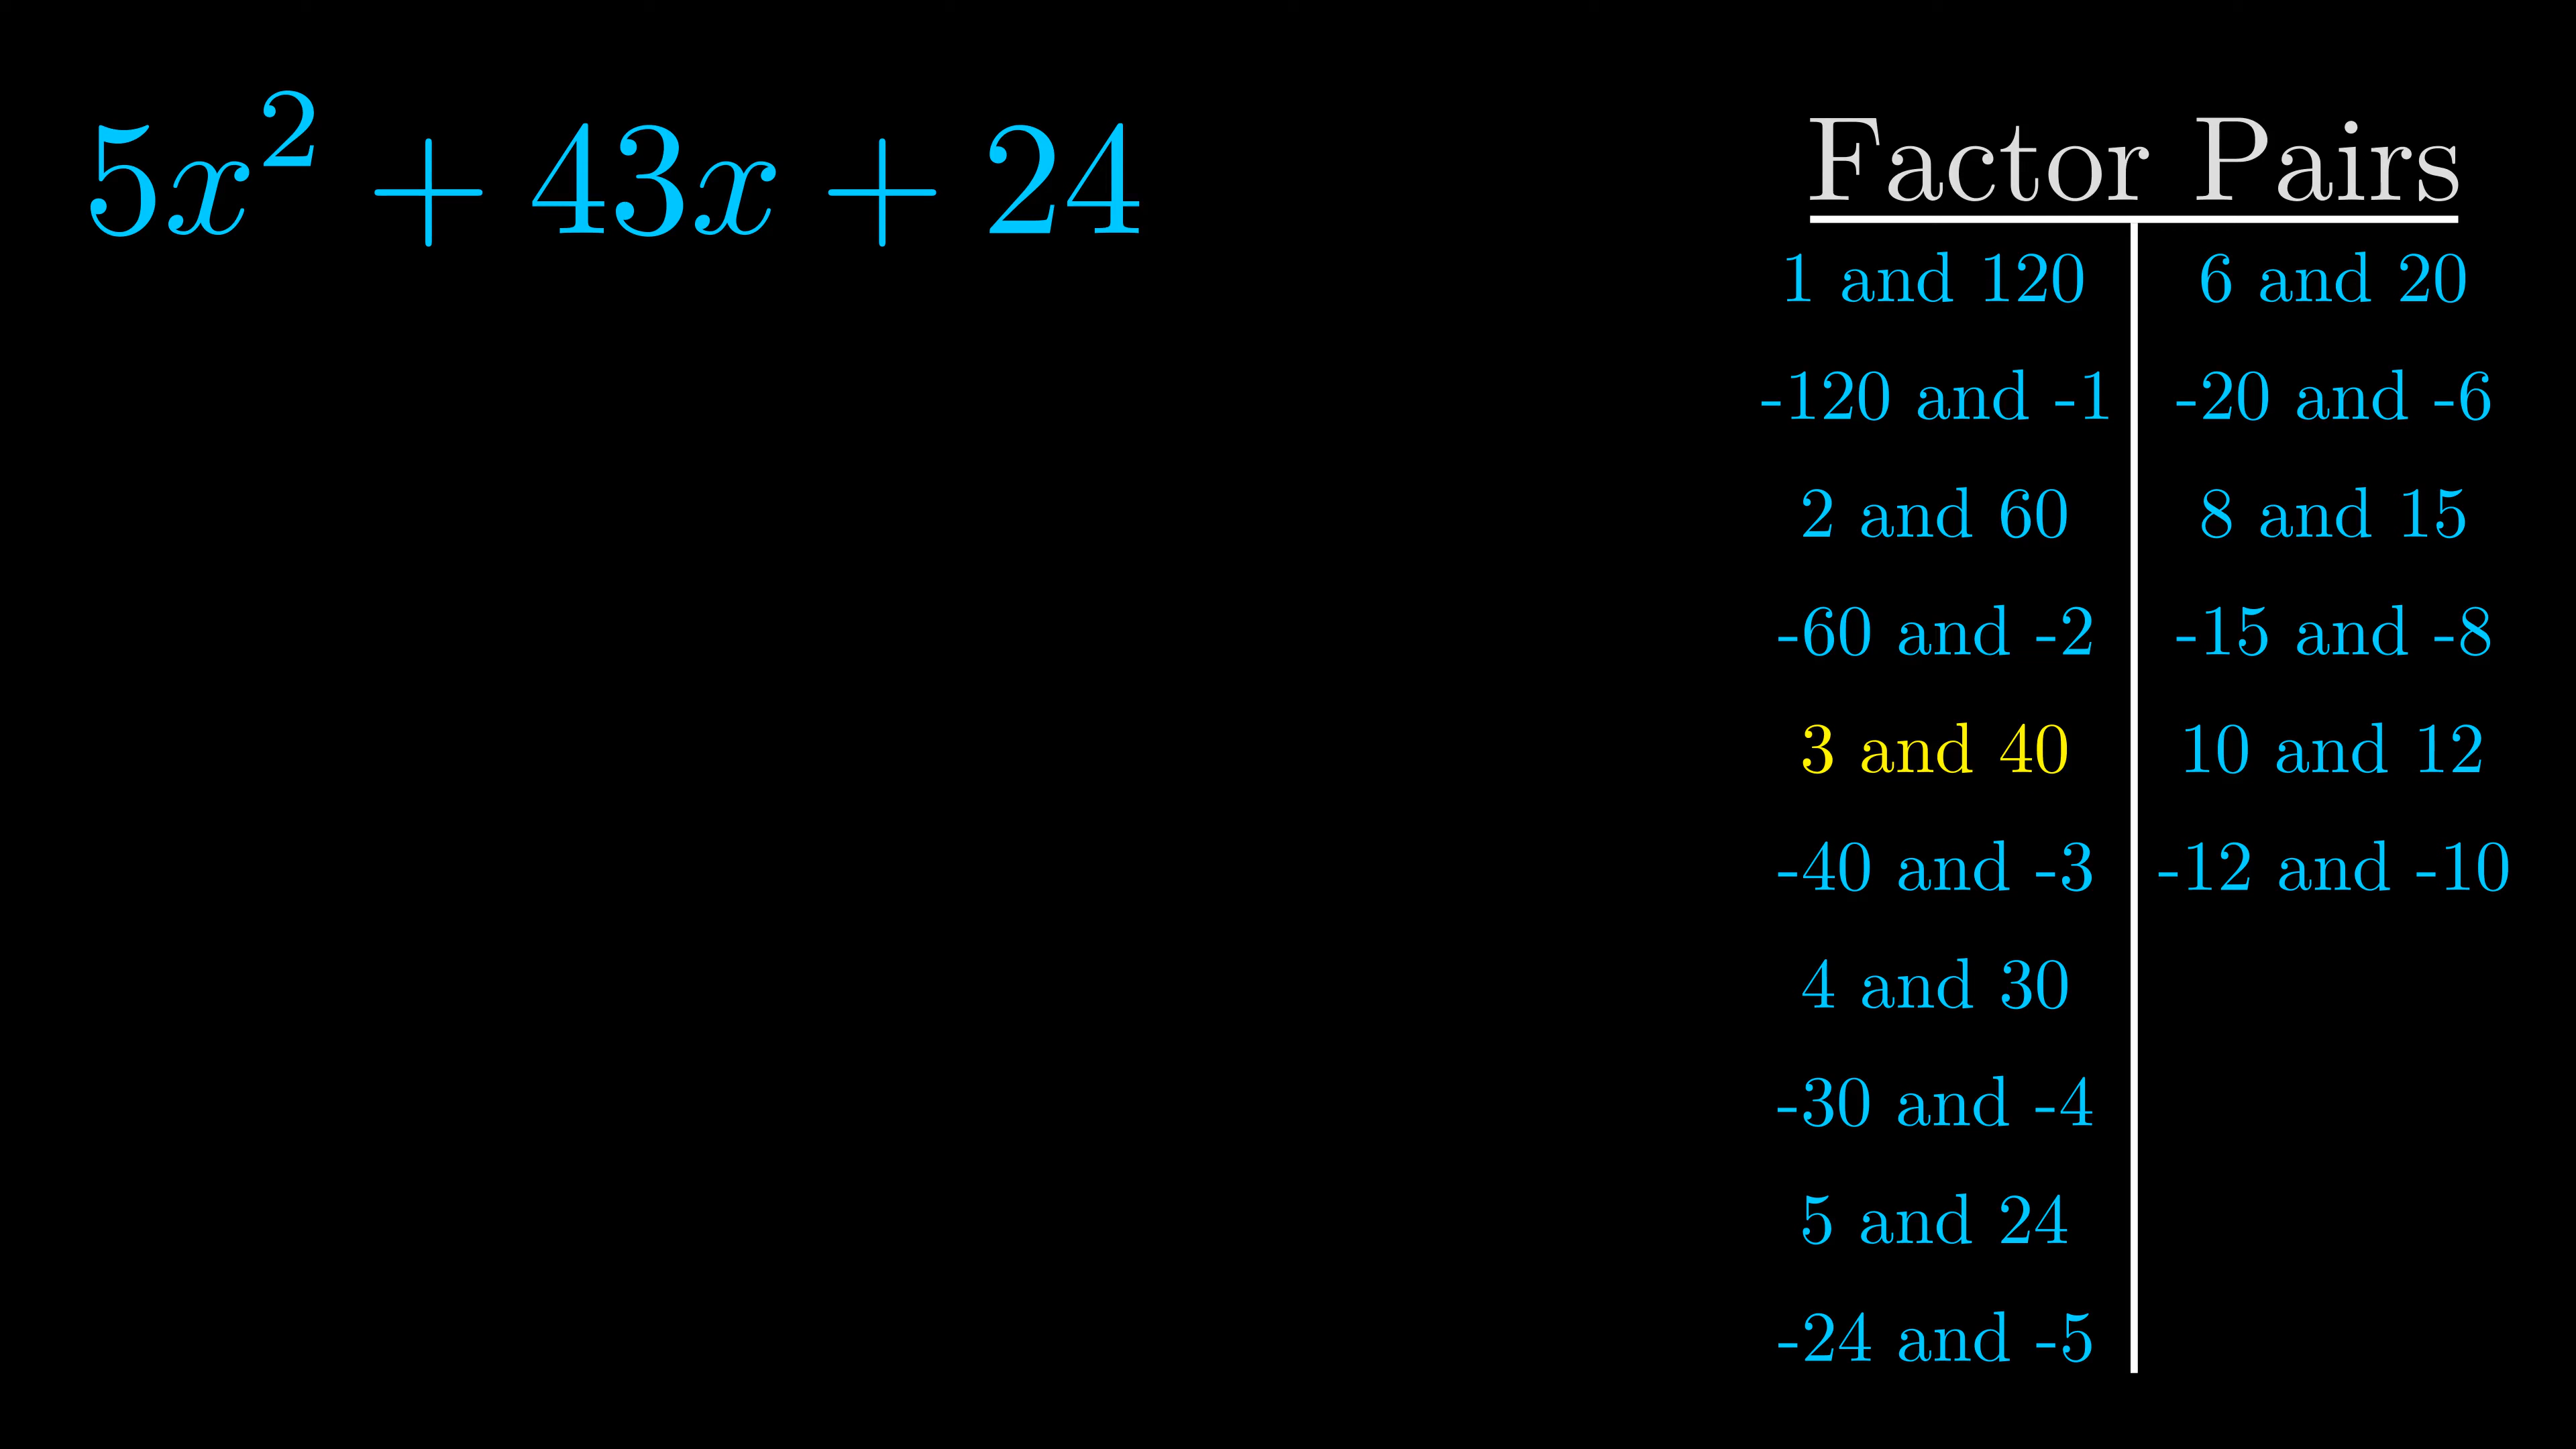 5x² + 43x + 24
Factor Pairs
1 and 120
-120 and -1
2 and 60
-60 and -2
3 and 40
-40 and -3
4 and 30
-30 and -4
5 and 24
-24 and -5
6 and 20
-20 and -6
8 and 15
-15 and -8
10 and 12
-12 and -10